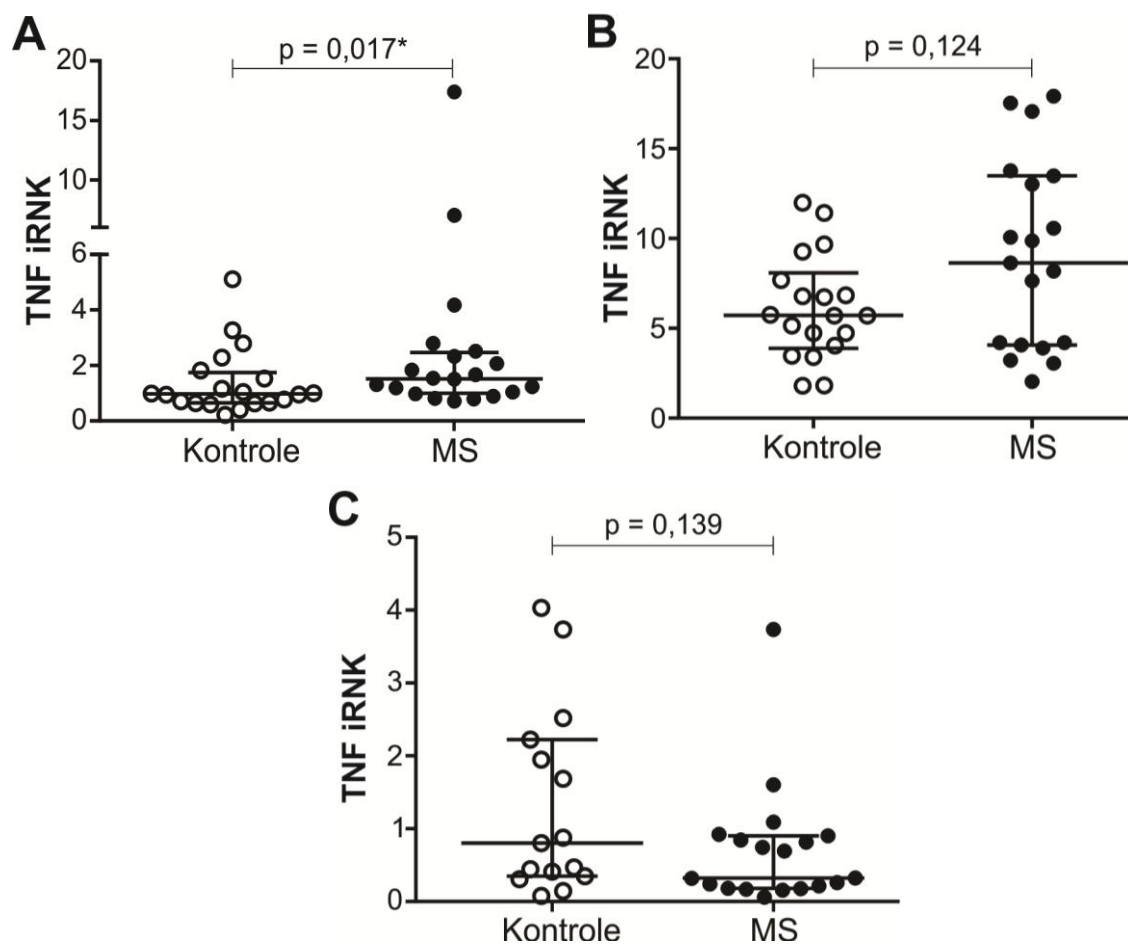 A
p = 0,017*
20
15
10
6
4
2
0
TNF iRNK
Kontrole
MS
B
p = 0,124
20
15
10
5
0
TNF iRNK
Kontrole
MS
C
p = 0,139
5
4
3
2
1
0
TNF iRNK
Kontrole
MS